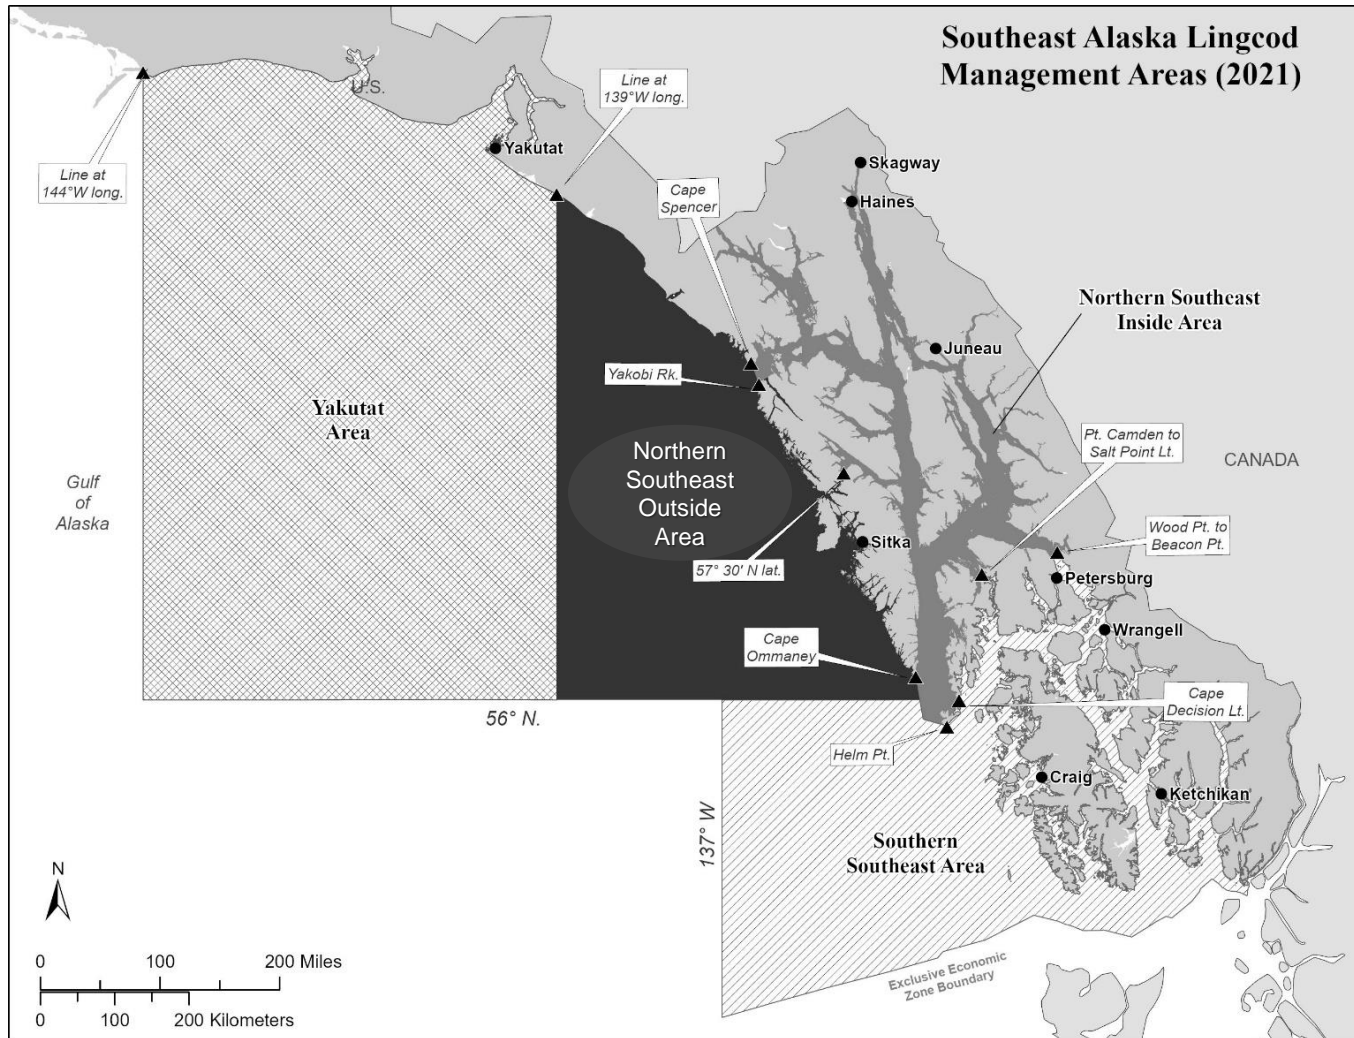 Southeast Alaska Lingcod
Management Areas (2021)
Line at
139°W long.
U.S.
Yakutat
Line at
144°W long.
Skagway
Cape
Spencer
Haines
Northern Southeast
Inside Area
Juneau
Yakobi Rk.
Yakutat
Area
Pt. Camden to
Salt Point Lt.
CANADA
Northern
Southeast
Outside
Area
Gulf
of
Alaska
Wood Pt. to
Beacon Pt.
Sitka
57° 30' N lat.
Petersburg
Wrangell
Cape
Ommaney
Cape
Decision Lt.
56° N.
Helm Pt.
Craig
Ketchikan
137° W
Southern
Southeast Area
N
Exclusive Economic
Zone Boundary
0 100 200 Miles
0 100 200 Kilometers